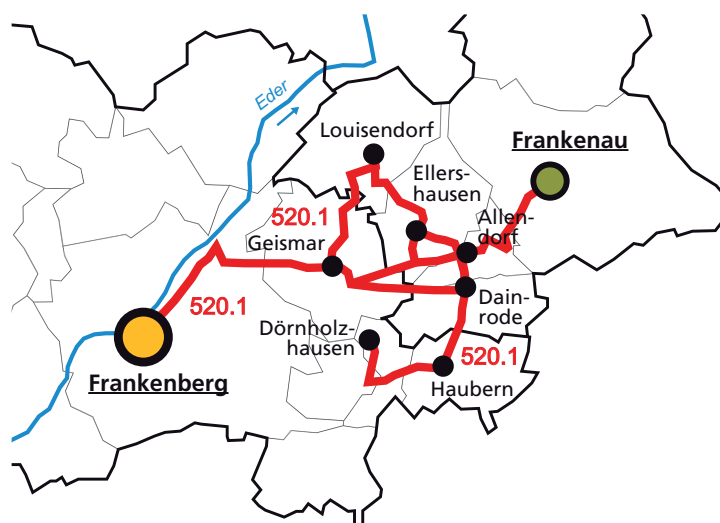 Eder
Louisendorf
Frankenau
Ellers-
hausen
520.1
Allen-
dorf
Geismar
520.1
Dain-
rode
Dörnholz-
hausen
520.1
Frankenberg
Haubern